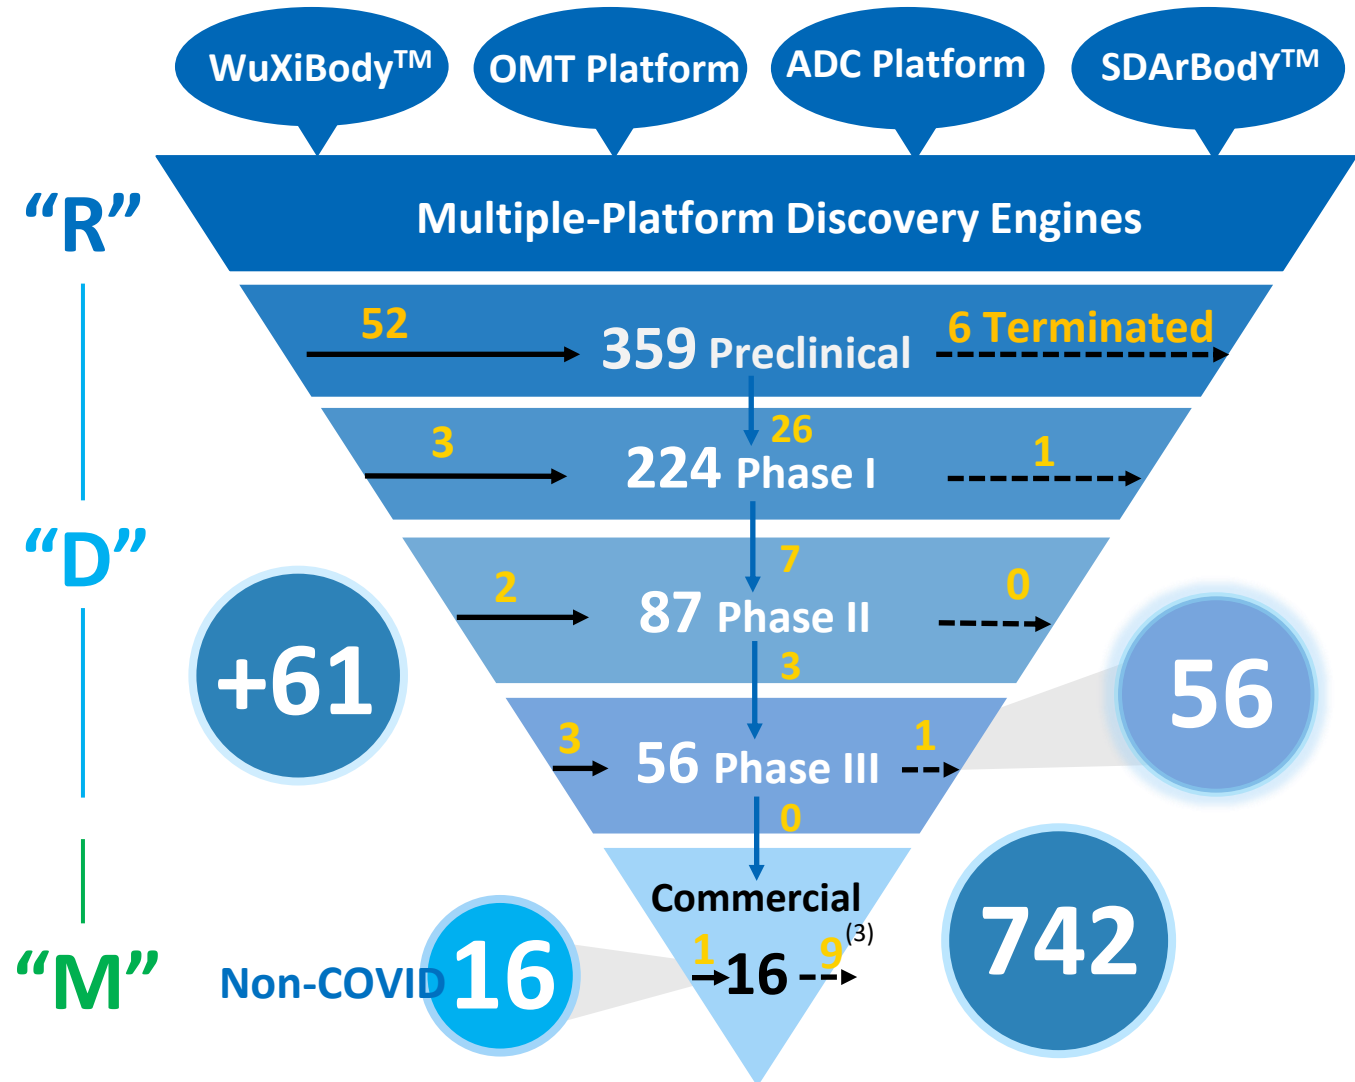 WuXiBody™
OMT Platform
ADC Platform
SDArBodY™
“R”
Multiple-Platform Discovery Engines
52
359 Preclinical
6 Terminated
26
3
224 Phase I
1
“D”
7
2
87 Phase II
0
3
+61
56
3
56 Phase III
1
0
Commercial
742
“M”
Non-COVID 16
1
16
9(3)